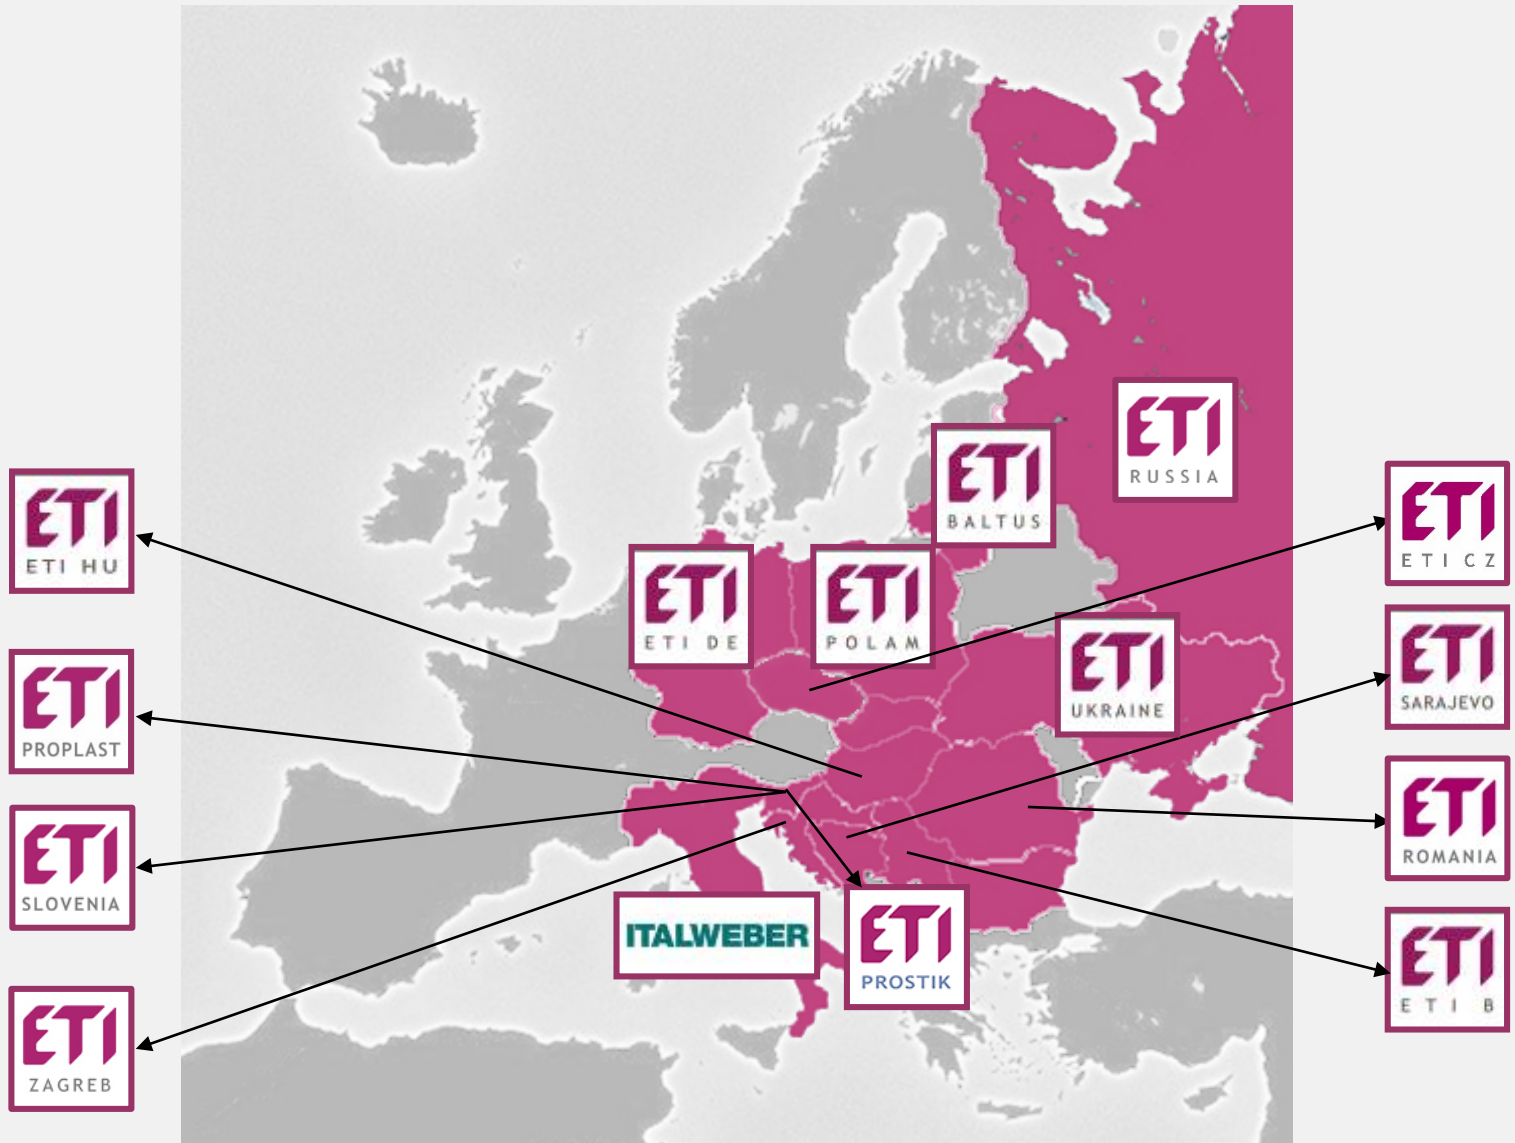 ETI
RUSSIA
ETI
BALTUS
ETI
ETI HU
ETI
ETI CZ
ETI
ETI DE
ETI
POLAM
ETI
UKRAINE
ETI
SARAJEVO
ETI
PROPLAST
ETI
ROMANIA
ETI
SLOVENIA
ITALWEBER
ETI
PROSTIK
ETI
ETI B
ETI
ZAGREB